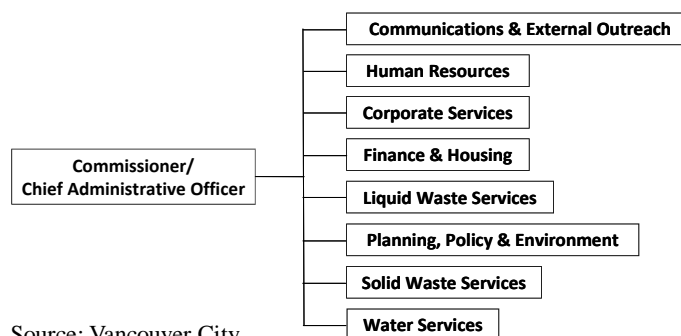 Communications & External Outreach
Human Resources
Corporate Services
Finance & Housing
Commissioner/
Chief Administrative Officer
Liquid Waste Services
Planning, Policy & Environment
Solid Waste Services
Water Services
Source: Vancouver City